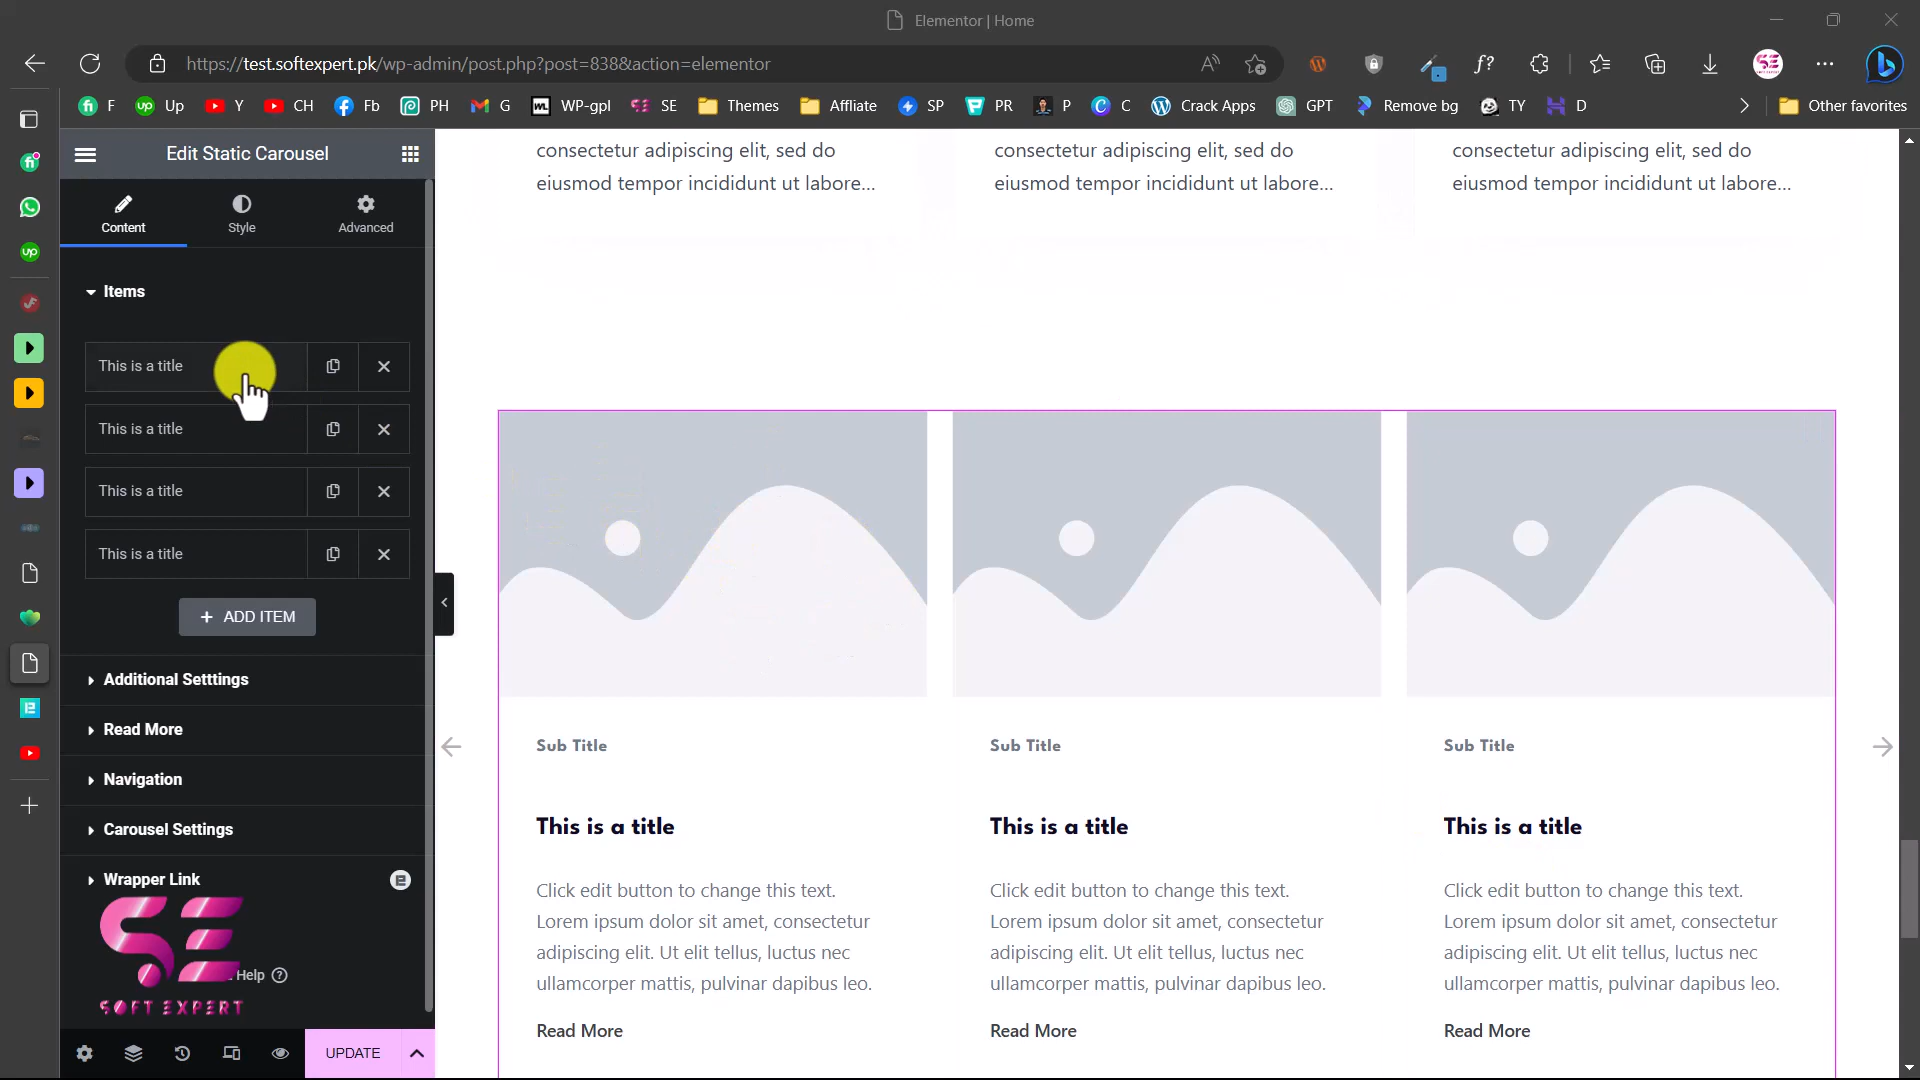 Elementor | Home
https://test.softexpert.pk/wp-admin/post.php?post=838&action=elementor
F
Up
Y
CH
Fb
PH
G
WP-gpl
SE
Themes
Affliate
SP
PR
P
C
Crack Apps
GPT
Remove bg
TY
D
Other favorites
Edit Static Carousel
Content
Style
Advanced
Items
This is a title
This is a title
This is a title
This is a title
+ ADD ITEM
Additional Setttings
Read More
Navigation
Carousel Settings
Wrapper Link
SE
SOFT EXPERT
Help
UPDATE
consectetur adipiscing elit, sed do
eiusmod tempor incididunt ut labore...
consectetur adipiscing elit, sed do
eiusmod tempor incididunt ut labore...
consectetur adipiscing elit, sed do
eiusmod tempor incididunt ut labore...
Sub Title
This is a title
Click edit button to change this text.
Lorem ipsum dolor sit amet, consectetur
adipiscing elit. Ut elit tellus, luctus nec
ullamcorper mattis, pulvinar dapibus leo.
Read More
Sub Title
This is a title
Click edit button to change this text.
Lorem ipsum dolor sit amet, consectetur
adipiscing elit. Ut elit tellus, luctus nec
ullamcorper mattis, pulvinar dapibus leo.
Read More
Sub Title
This is a title
Click edit button to change this text.
Lorem ipsum dolor sit amet, consectetur
adipiscing elit. Ut elit tellus, luctus nec
ullamcorper mattis, pulvinar dapibus leo.
Read More